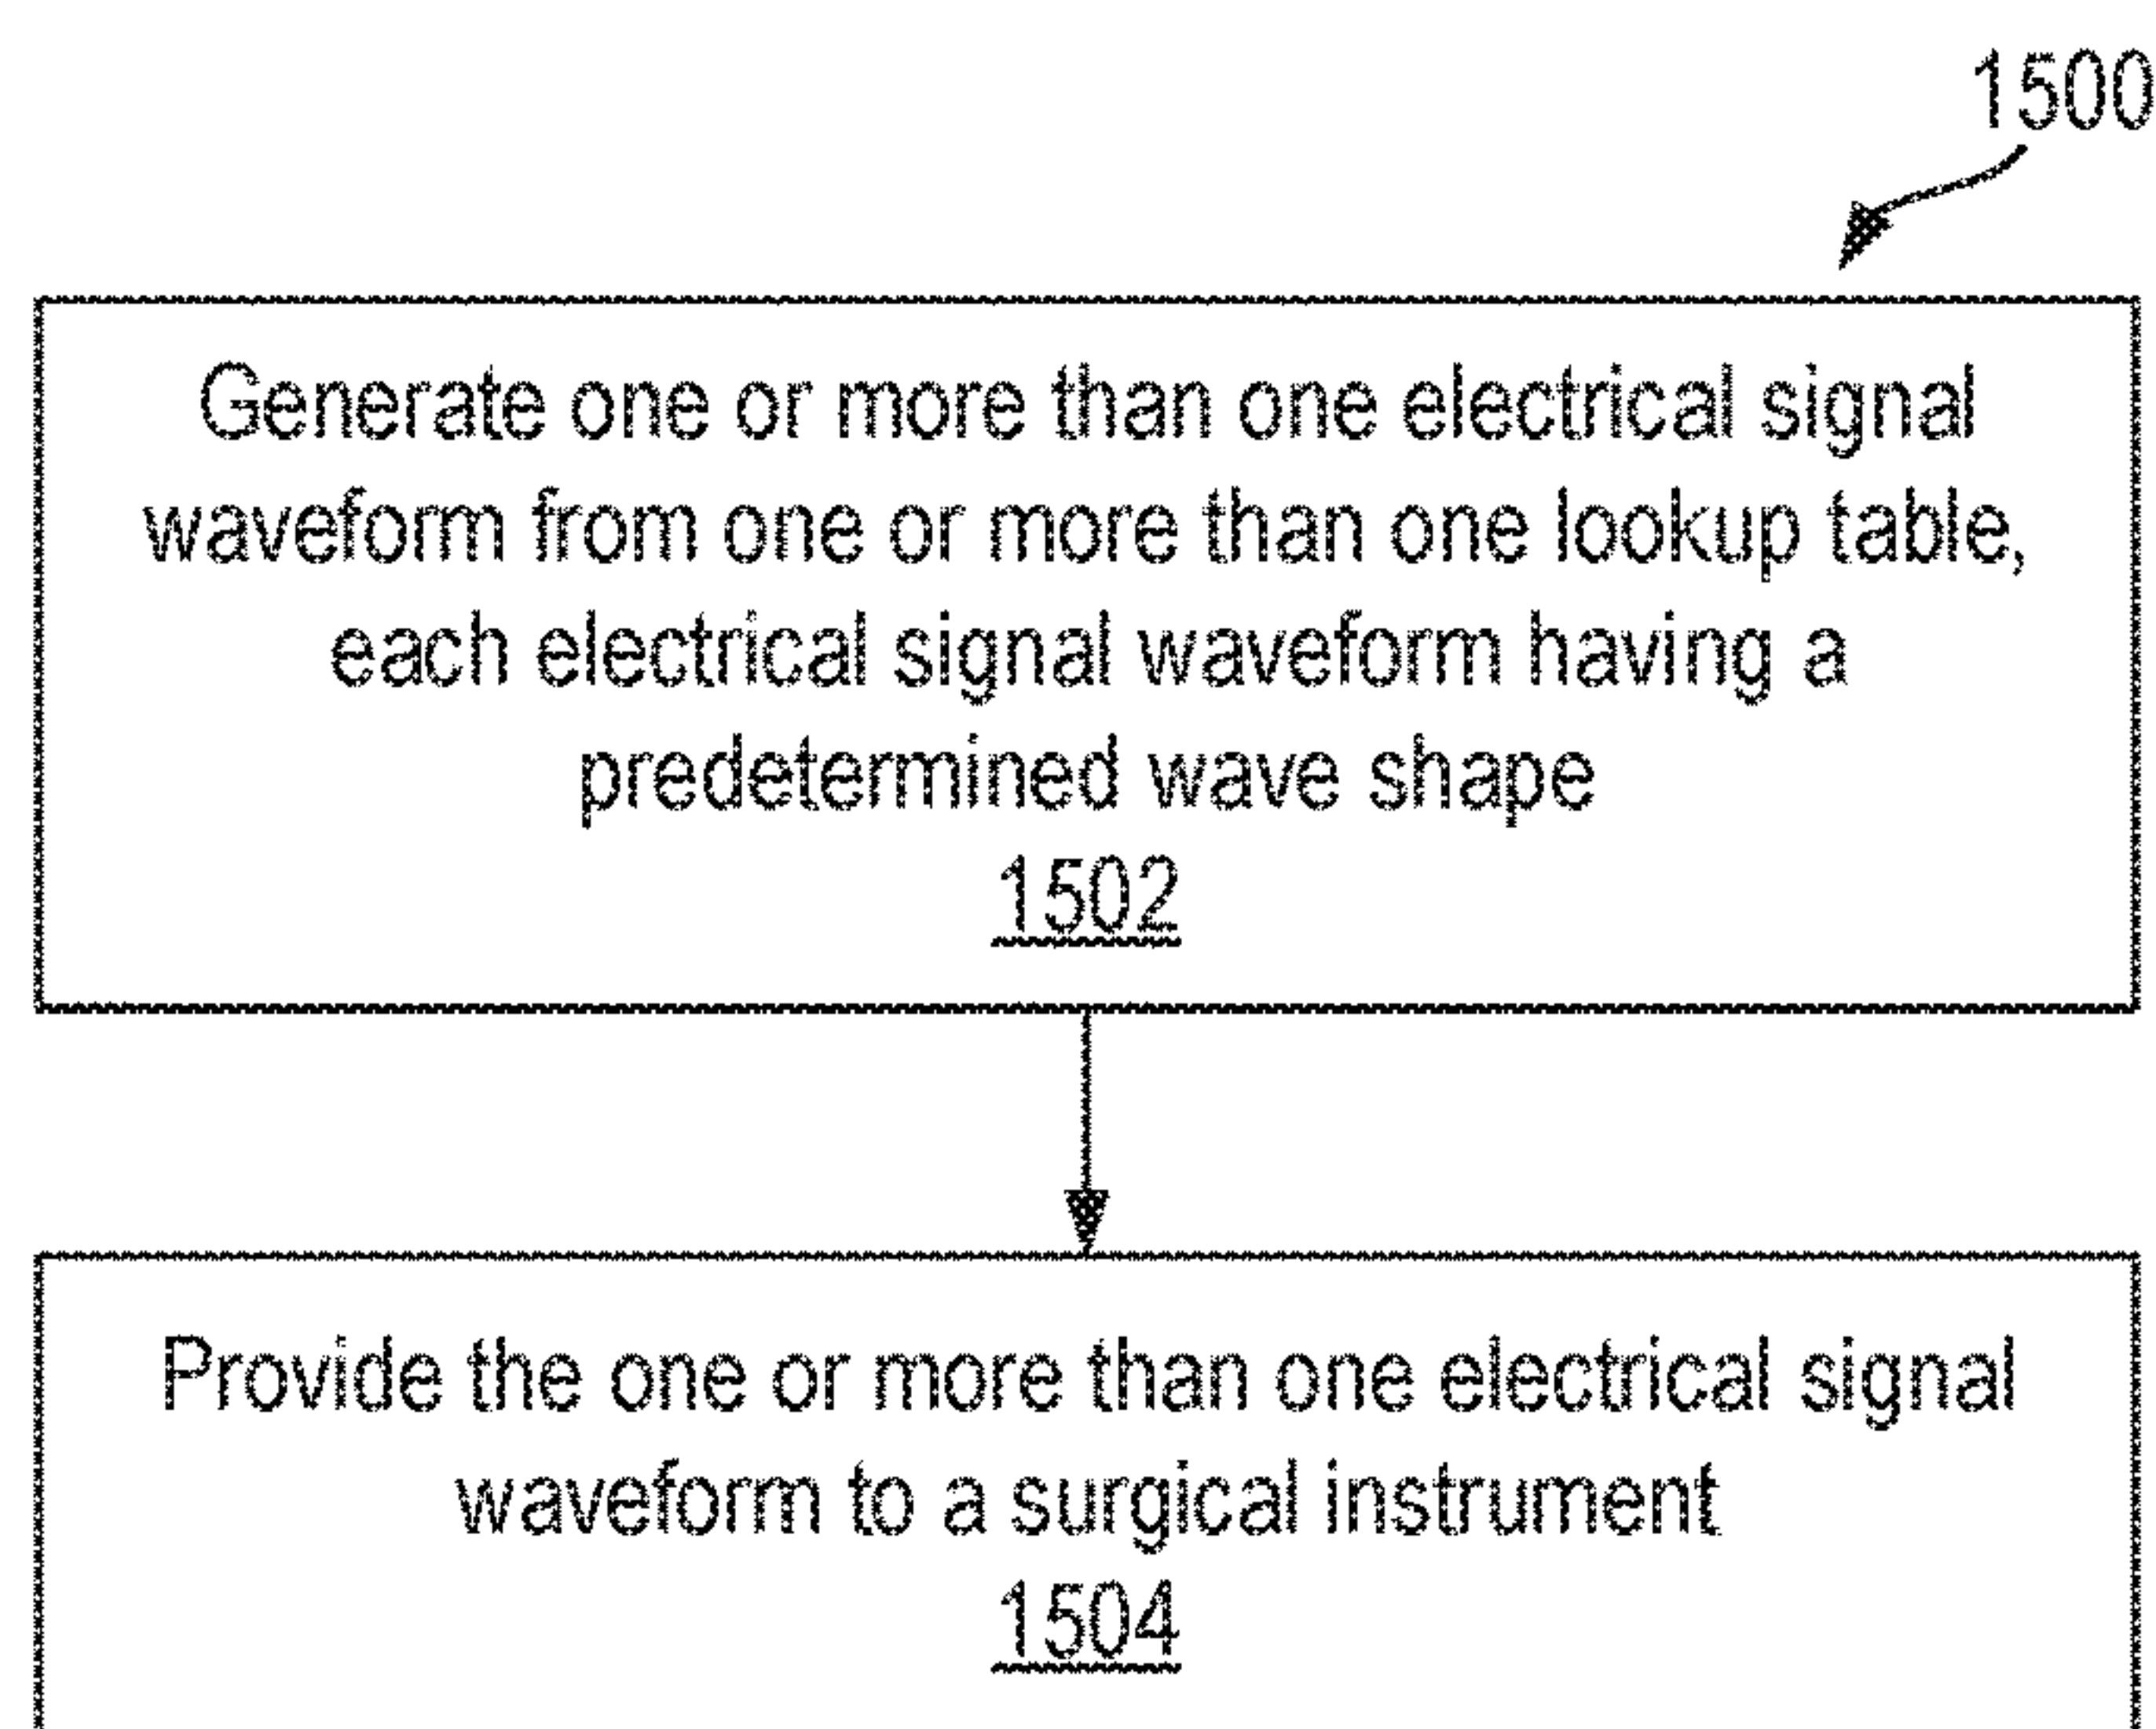 1500
Generate one or more than one electrical signal
waveform from one or more than one lookup table,
each electrical signal waveform having a
predetermined wave shape
1502
Provide the one or more than one electrical signal
waveform to a surgical instrument
1504